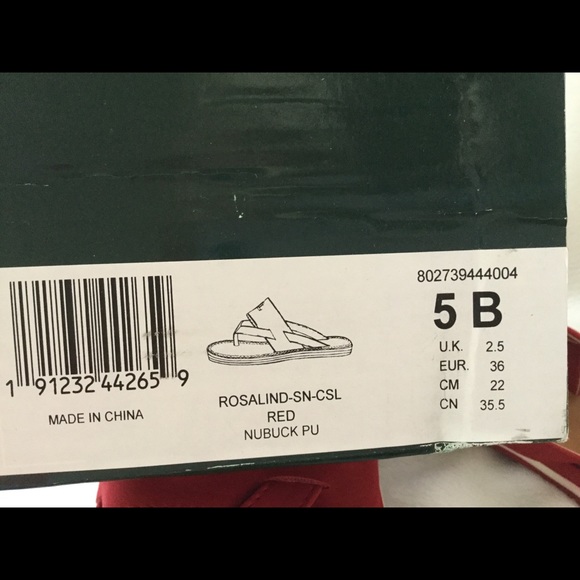 802739444004
5 B
U.K. 2.5
EUR. 36
CM 22
CN 35.5
1 91232 44265 9
MADE IN CHINA
ROSALIND-SN-CSL
RED
NUBUCK PU